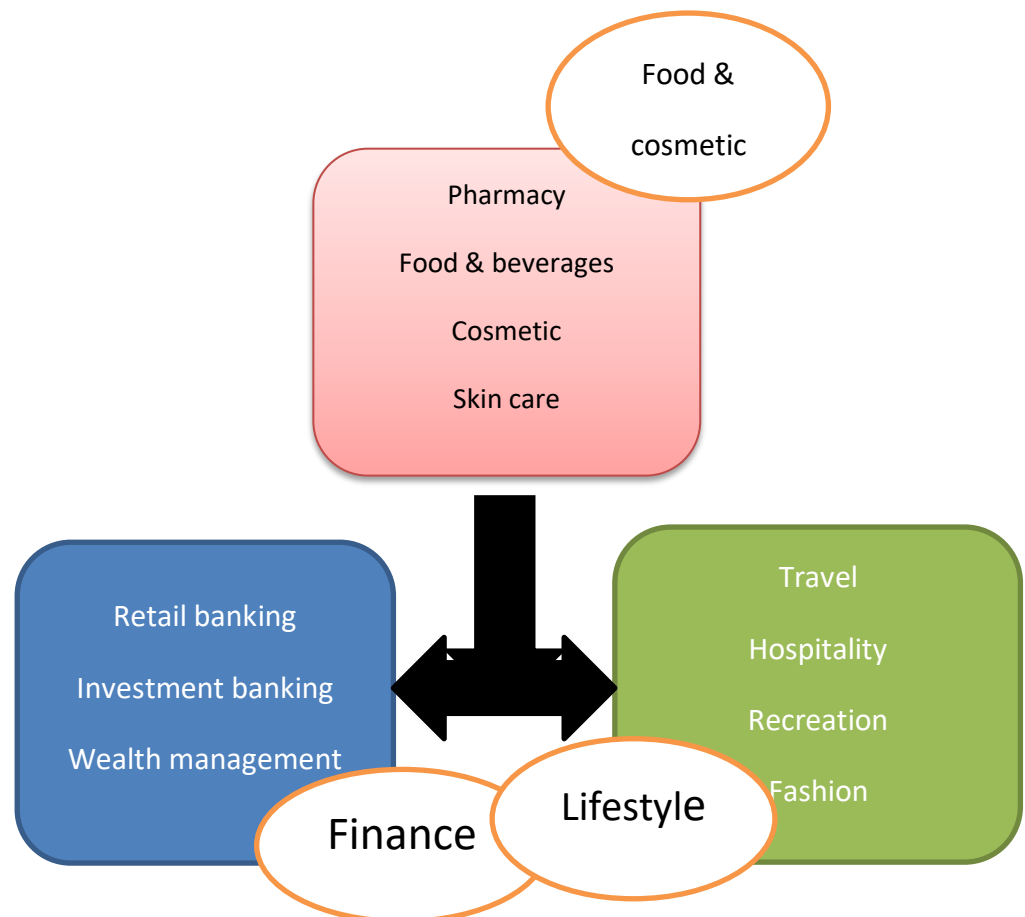 Food &
cosmetic
Pharmacy
Food & beverages
Cosmetic
Skin care
Retail banking
Investment banking
Wealth management
Finance
Travel
Hospitality
Recreation
Fashion
Lifestyle